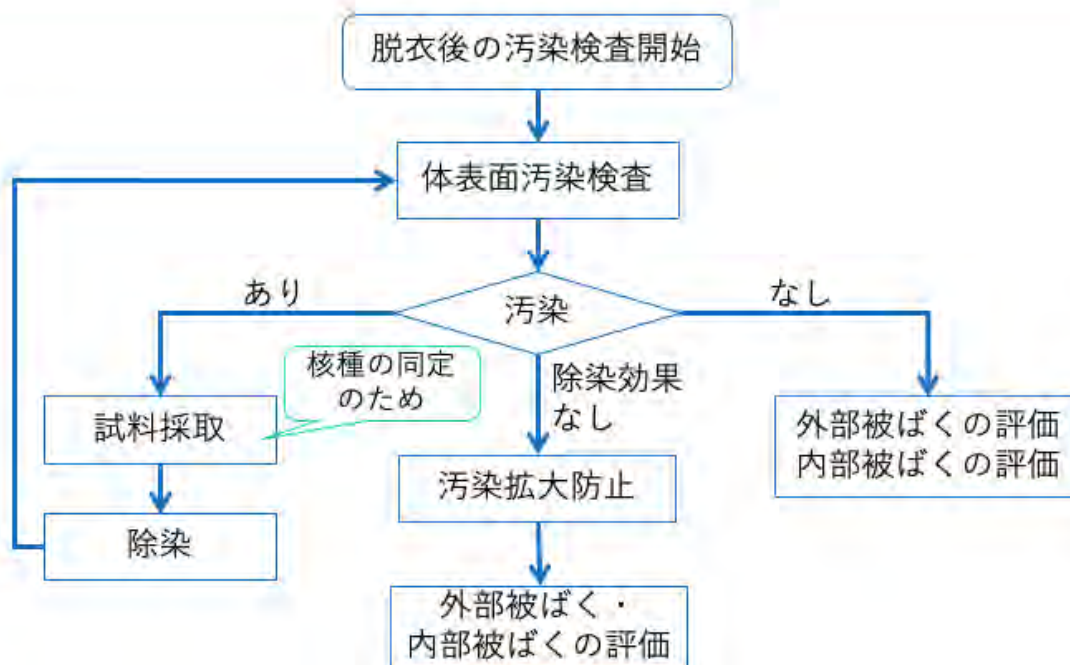 脱衣後の汚染検査開始
体表面汚染検査
あり
汚染
なし
核種の同定
のため
除染効果
なし
試料採取
外部被ばくの評価
内部被ばくの評価
汚染拡大防止
除染
外部被ばく・
内部被ばくの評価